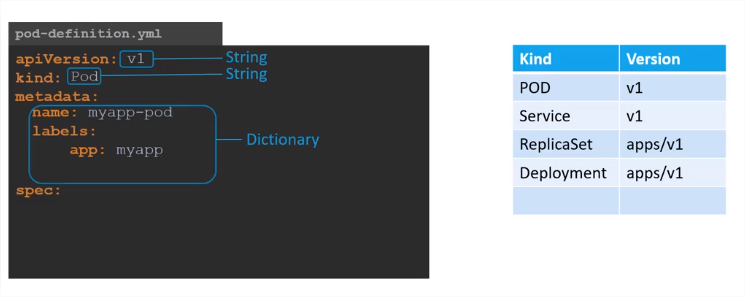 pod-definition.yml
apiVersion: v1 String
kind: Pod String
metadata:
name: myapp-pod
labels:
app: myapp
Dictionary
spec:
Kind Version
POD v1
Service v1
ReplicaSet apps/v1
Deployment apps/v1